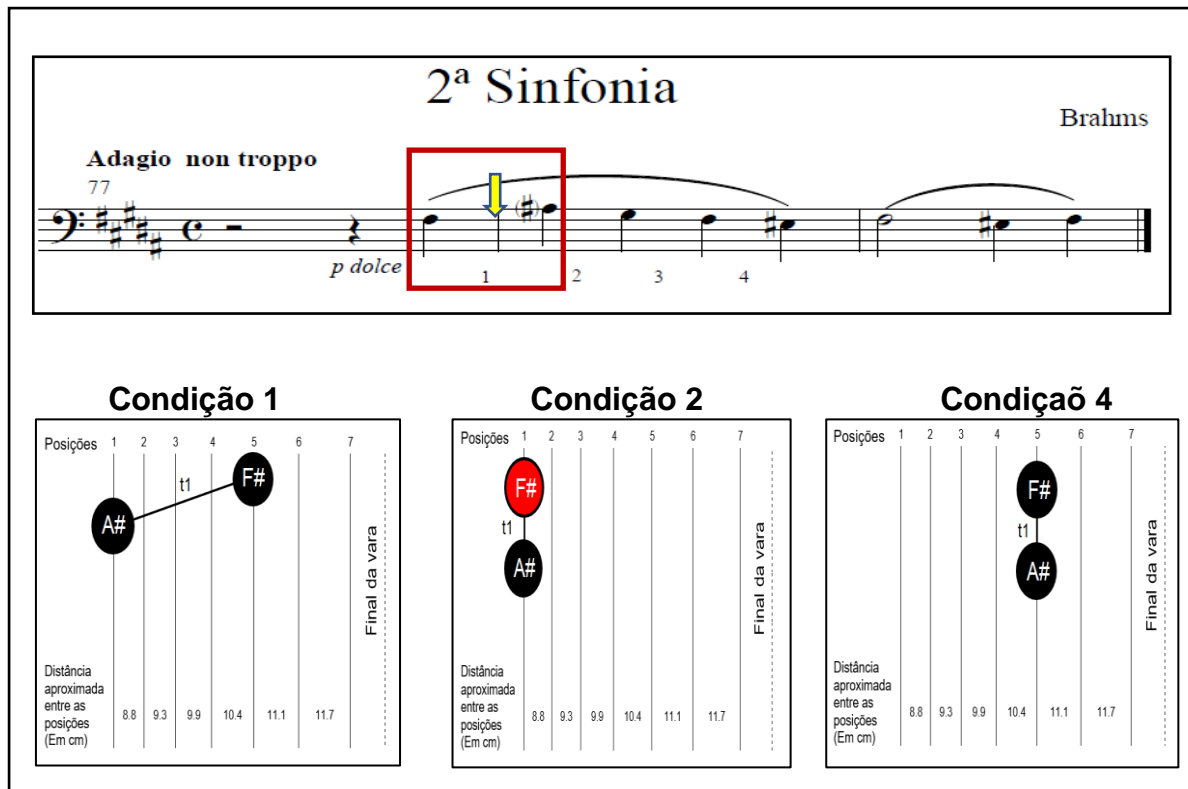 2ª Sinfonia
Brahms
Adagio non troppo
77
p dolce
1 2 3 4
Condição 1
Posições 1 2 3 4 5 6 7
F#
t1
A#
Final da vara
Distância
aproximada
entre as
posições
(Em cm)
8.8 9.3 9.9 10.4 11.1 11.7
Condição 2
Posições 1 2 3 4 5 6 7
F#
t1
A#
Final da vara
Distância
aproximada
entre as
posições
(Em cm)
8.8 9.3 9.9 10.4 11.1 11.7
Condiçaõ 4
Posições 1 2 3 4 5 6 7
F#
t1
A#
Final da vara
Distância
aproximada
entre as
posições
(Em cm)
8.8 9.3 9.9 10.4 11.1 11.7